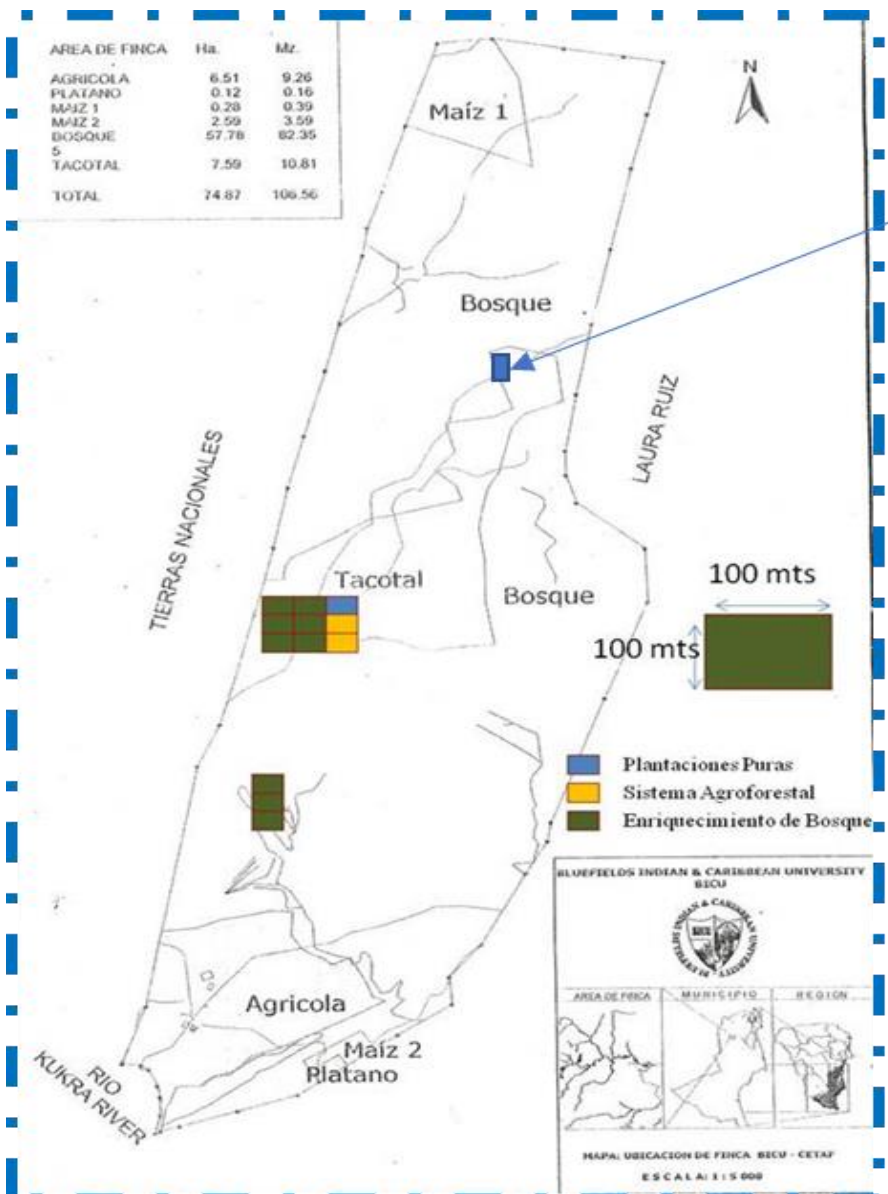 AREA DE FINCA Ha. Mz.
AGRICOLA 6.51 9.26
PLATANO 0.12 0.16
MAIZ 1 0.28 0.39
MAIZ 2 2.59 3.59
BOSQUE 57.78 82.35
5
TACOTAL 7.59 10.81
TOTAL 74.87 106.56
N
Maíz 1
Bosque
LAURA RUIZ
TIERRAS NACIONALES
Tacotal
Bosque
100 mts
100 mts
Plantaciones Puras
Sistema Agroforestal
Enriquecimiento de Bosque
Agricola
Maíz 2
Platano
RIO
KUKRA RIVER
BLUEFIELDS INDIAN & CARIBBEAN UNIVERSITY
BICU
AREA DE FINCA MUNICIPIO REGION
MAPA: UBICACION DE FINCA BICU - CETAF
ESCALA: 1 : 5 000